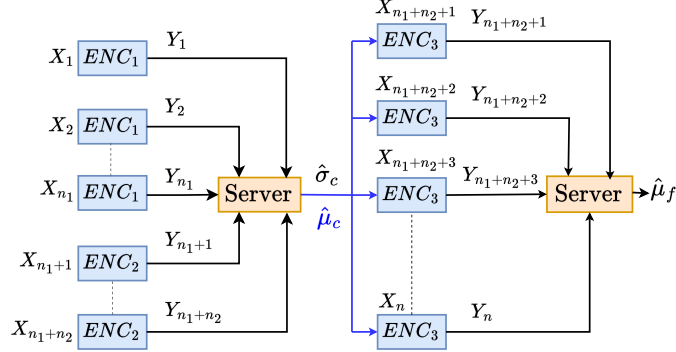 X_1 ENC_1 Y_1
X_2 ENC_1 Y_2
X_{n_1} ENC_1 Y_{n_1}
X_{n_1+1} ENC_2 Y_{n_1+1}
X_{n_1+n_2} ENC_2 Y_{n_1+n_2}
Server
\hat{σ}_c
\hat{μ}_c
X_{n_1+n_2+1}
ENC_3 Y_{n_1+n_2+1}
X_{n_1+n_2+2}
ENC_3 Y_{n_1+n_2+2}
X_{n_1+n_2+3}
ENC_3 Y_{n_1+n_2+3}
X_n
ENC_3 Y_n
Server
\hat{μ}_f